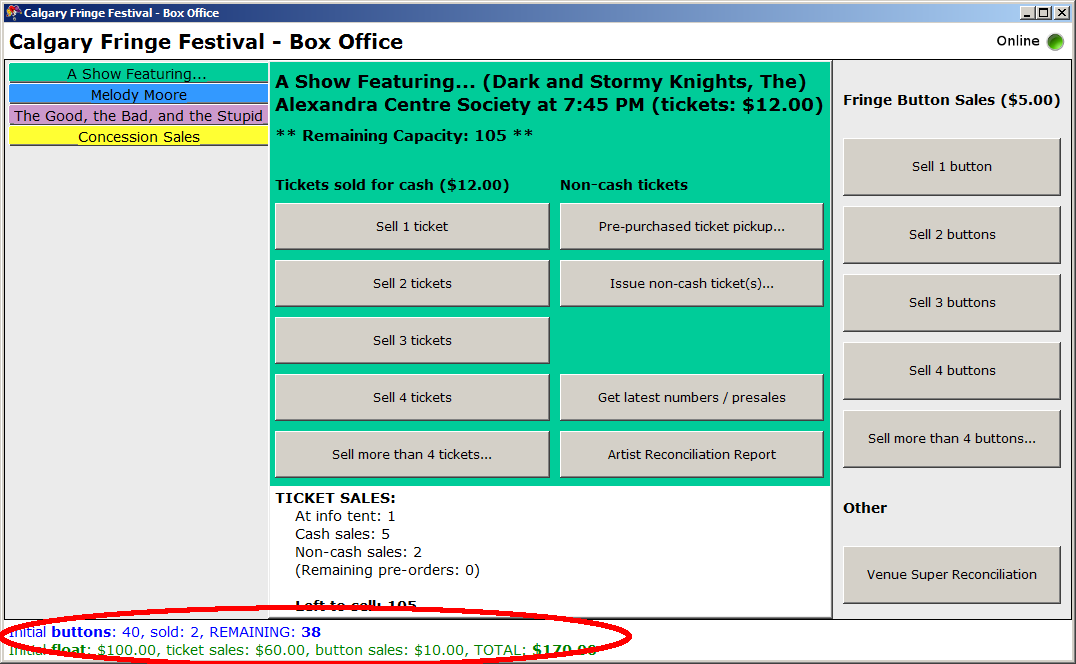 Calgary Fringe Festival - Box Office
Calgary Fringe Festival - Box Office
Online
A Show Featuring...
Melody Moore
The Good, the Bad, and the Stupid
Concession Sales
A Show Featuring... (Dark and Stormy Knights, The)
Alexandra Centre Society at 7:45 PM (tickets: $12.00)
** Remaining Capacity: 105 **
Tickets sold for cash ($12.00)
Sell 1 ticket
Sell 2 tickets
Sell 3 tickets
Sell 4 tickets
Sell more than 4 tickets...
Non-cash tickets
Pre-purchased ticket pickup...
Issue non-cash ticket(s)...
Get latest numbers / presales
Artist Reconciliation Report
TICKET SALES:
At info tent: 1
Cash sales: 5
Non-cash sales: 2
(Remaining pre-orders: 0)
Left to sell: 105
Fringe Button Sales ($5.00)
Sell 1 button
Sell 2 buttons
Sell 3 buttons
Sell 4 buttons
Sell more than 4 buttons...
Other
Venue Super Reconciliation
Initial buttons: 40, sold: 2, REMAINING: 38
Initial float: $100.00, ticket sales: $60.00, button sales: $10.00, TOTAL: $170.00